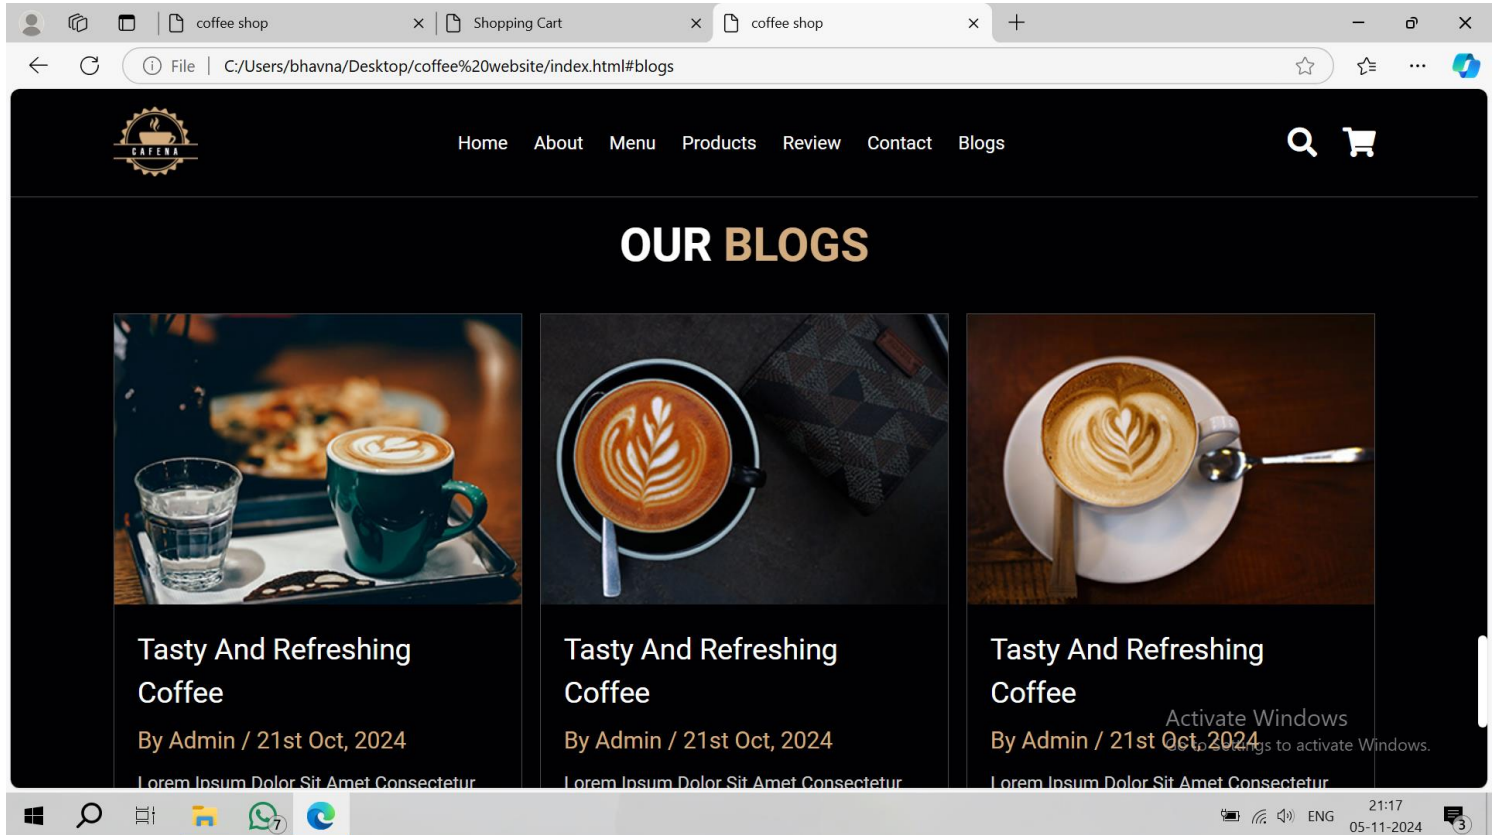 coffee shop
Shopping Cart
coffee shop
File
C:/Users/bhavna/Desktop/coffee%20website/index.html#blogs
CAFENA
Home About Menu Products Review Contact Blogs
OUR BLOGS
Tasty And Refreshing
Coffee
By Admin / 21st Oct, 2024
Lorem Ipsum Dolor Sit Amet Consectetur
Tasty And Refreshing
Coffee
By Admin / 21st Oct, 2024
Lorem Ipsum Dolor Sit Amet Consectetur
Tasty And Refreshing
Coffee
By Admin / 21st Oct, 2024
Lorem Ipsum Dolor Sit Amet Consectetur
Activate Windows
Go to Settings to activate Windows.
7
ENG
21:17
05-11-2024
3